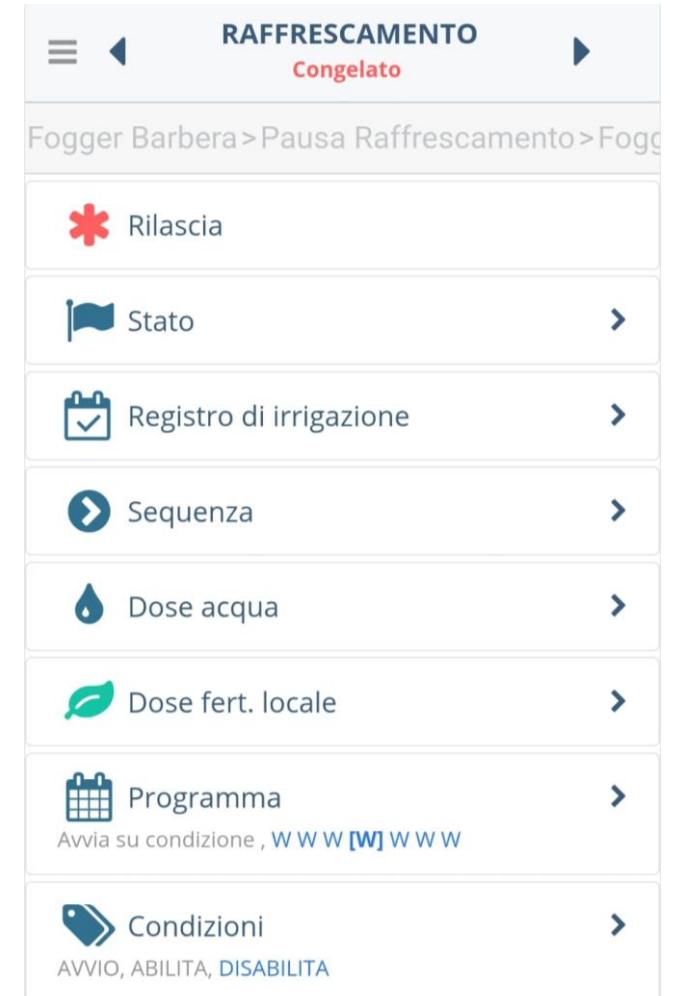 RAFFRESCAMENTO
Congelato
Fogger Barbera>Pausa Raffrescamento>Fogg
Rilascia
Stato
Registro di irrigazione
Sequenza
Dose acqua
Dose fert. locale
Programma
Avvia su condizione , W W W [W] W W W
Condizioni
AVVIO, ABILITA, DISABILITA